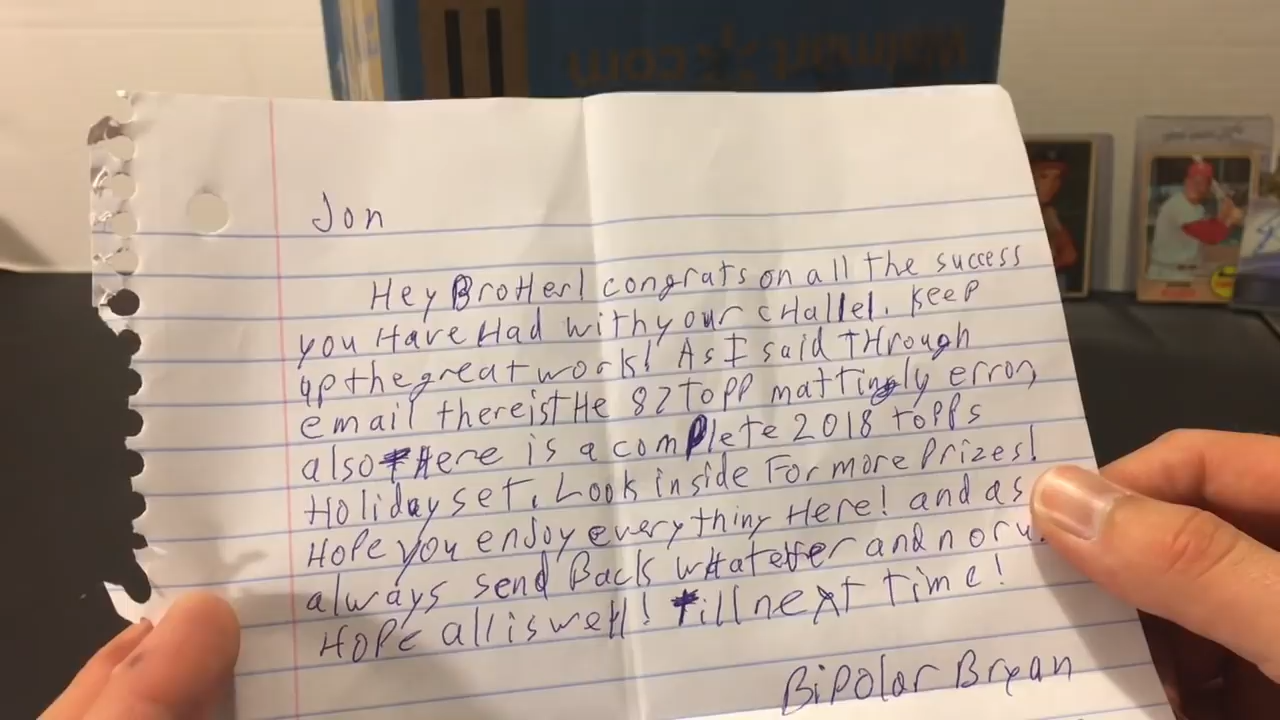 Walmart.com
Jon
Hey Brother! congrats on all the success
you Have Had with your cHallel. Keep
up the great work! As I said tHrough
email there is tHe 82 Topp mattingly error,
also Here is a complete 2018 Topps
Holiday set. Look inside For more Prizes!
Hope you enjoy everything Here! and as
always send Back whatever and no ru
Hope all is well! till next time!
Bipolar Bryan